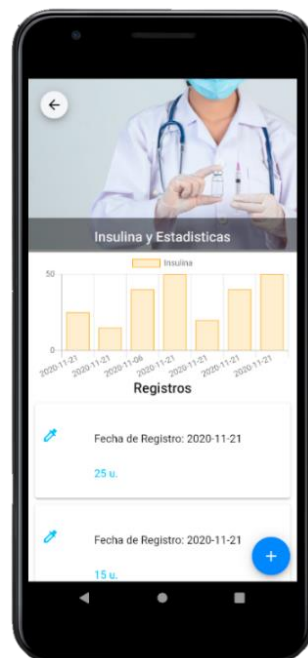 Insulina y Estadisticas
Insulina
50
0
2020-11-21 2020-11-21 2020-11-06 2020-11-21 2020-11-21 2020-11-21 2020-11-21
Registros
Fecha de Registro: 2020-11-21
25 u.
Fecha de Registro: 2020-11-21
15 u.
+